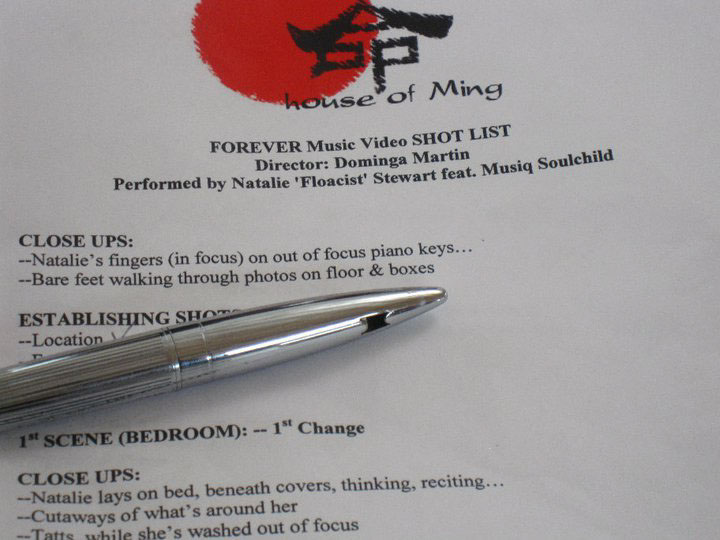 命
house of Ming
FOREVER Music Video SHOT LIST
Director: Dominga Martin
Performed by Natalie 'Floacist' Stewart feat. Musiq Soulchild
CLOSE UPS:
--Natalie's fingers (in focus) on out of focus piano keys…
--Bare feet walking through photos on floor & boxes
ESTABLISHING SHOTS
--Location
1st SCENE (BEDROOM): -- 1st Change
CLOSE UPS:
--Natalie lays on bed, beneath covers, thinking, reciting…
--Cutaways of what's around her
--Tatts, while she's washed out of focus